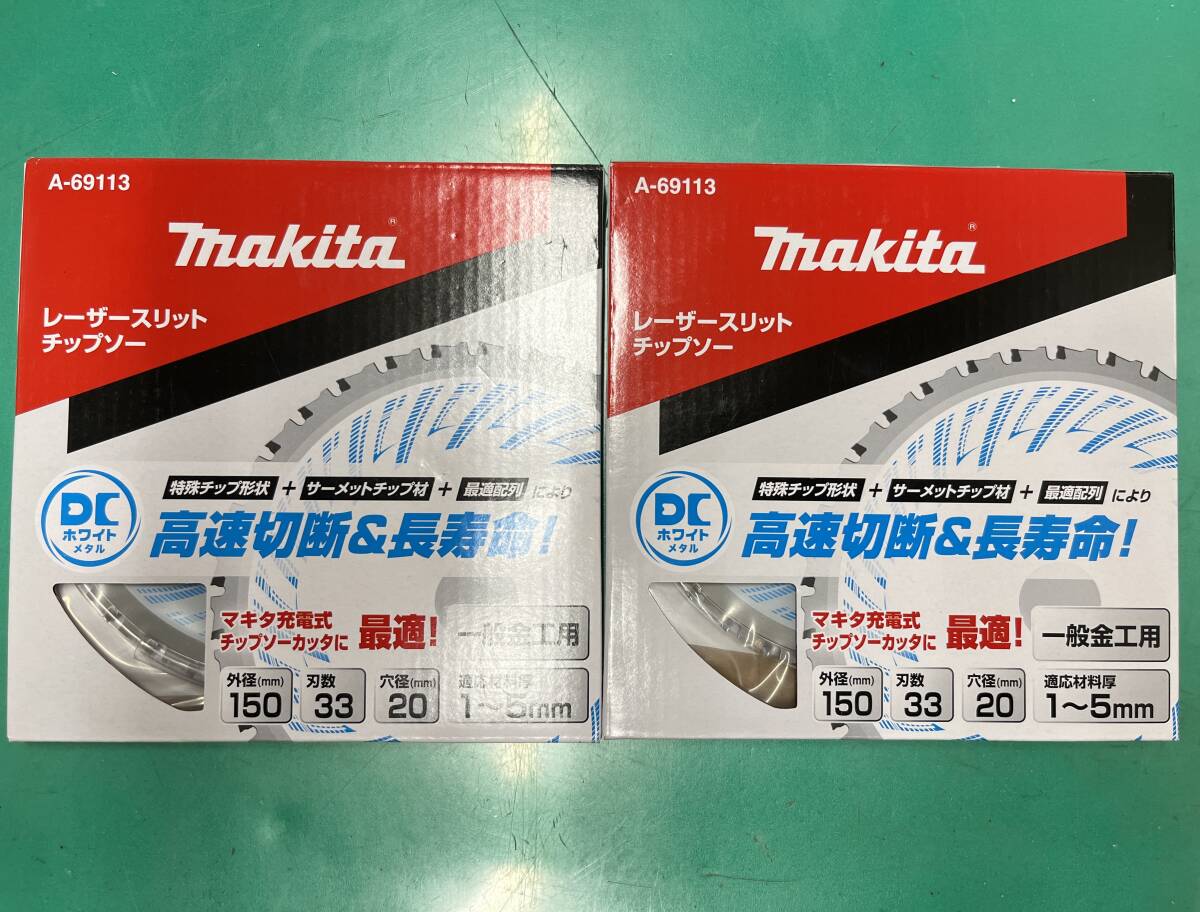 A-69113
makita®
レーザースリット
チップソー
DC
ホワイト
メタル
特殊チップ形状 + サーメットチップ材 + 最適配列 により
高速切断&長寿命!
マキタ充電式
チップソーカッタに 最適!
一般金工用
外径(mm) 刃数 穴径(mm) 適応材料厚
150 33 20 1~5mm
A-69113
makita®
レーザースリット
チップソー
DC
ホワイト
メタル
特殊チップ形状 + サーメットチップ材 + 最適配列 により
高速切断&長寿命!
マキタ充電式
チップソーカッタに 最適!
一般金工用
外径(mm) 刃数 穴径(mm) 適応材料厚
150 33 20 1~5mm